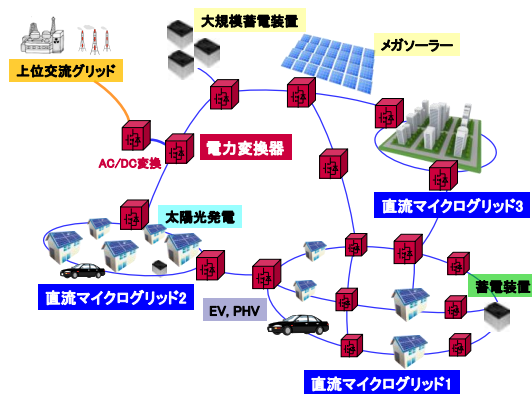 大規模蓄電装置
メガソーラー
上位交流グリッド
電力変換器
AC/DC変換
直流マイクログリッド3
太陽光発電
蓄電装置
直流マイクログリッド2
EV, PHV
直流マイクログリッド1